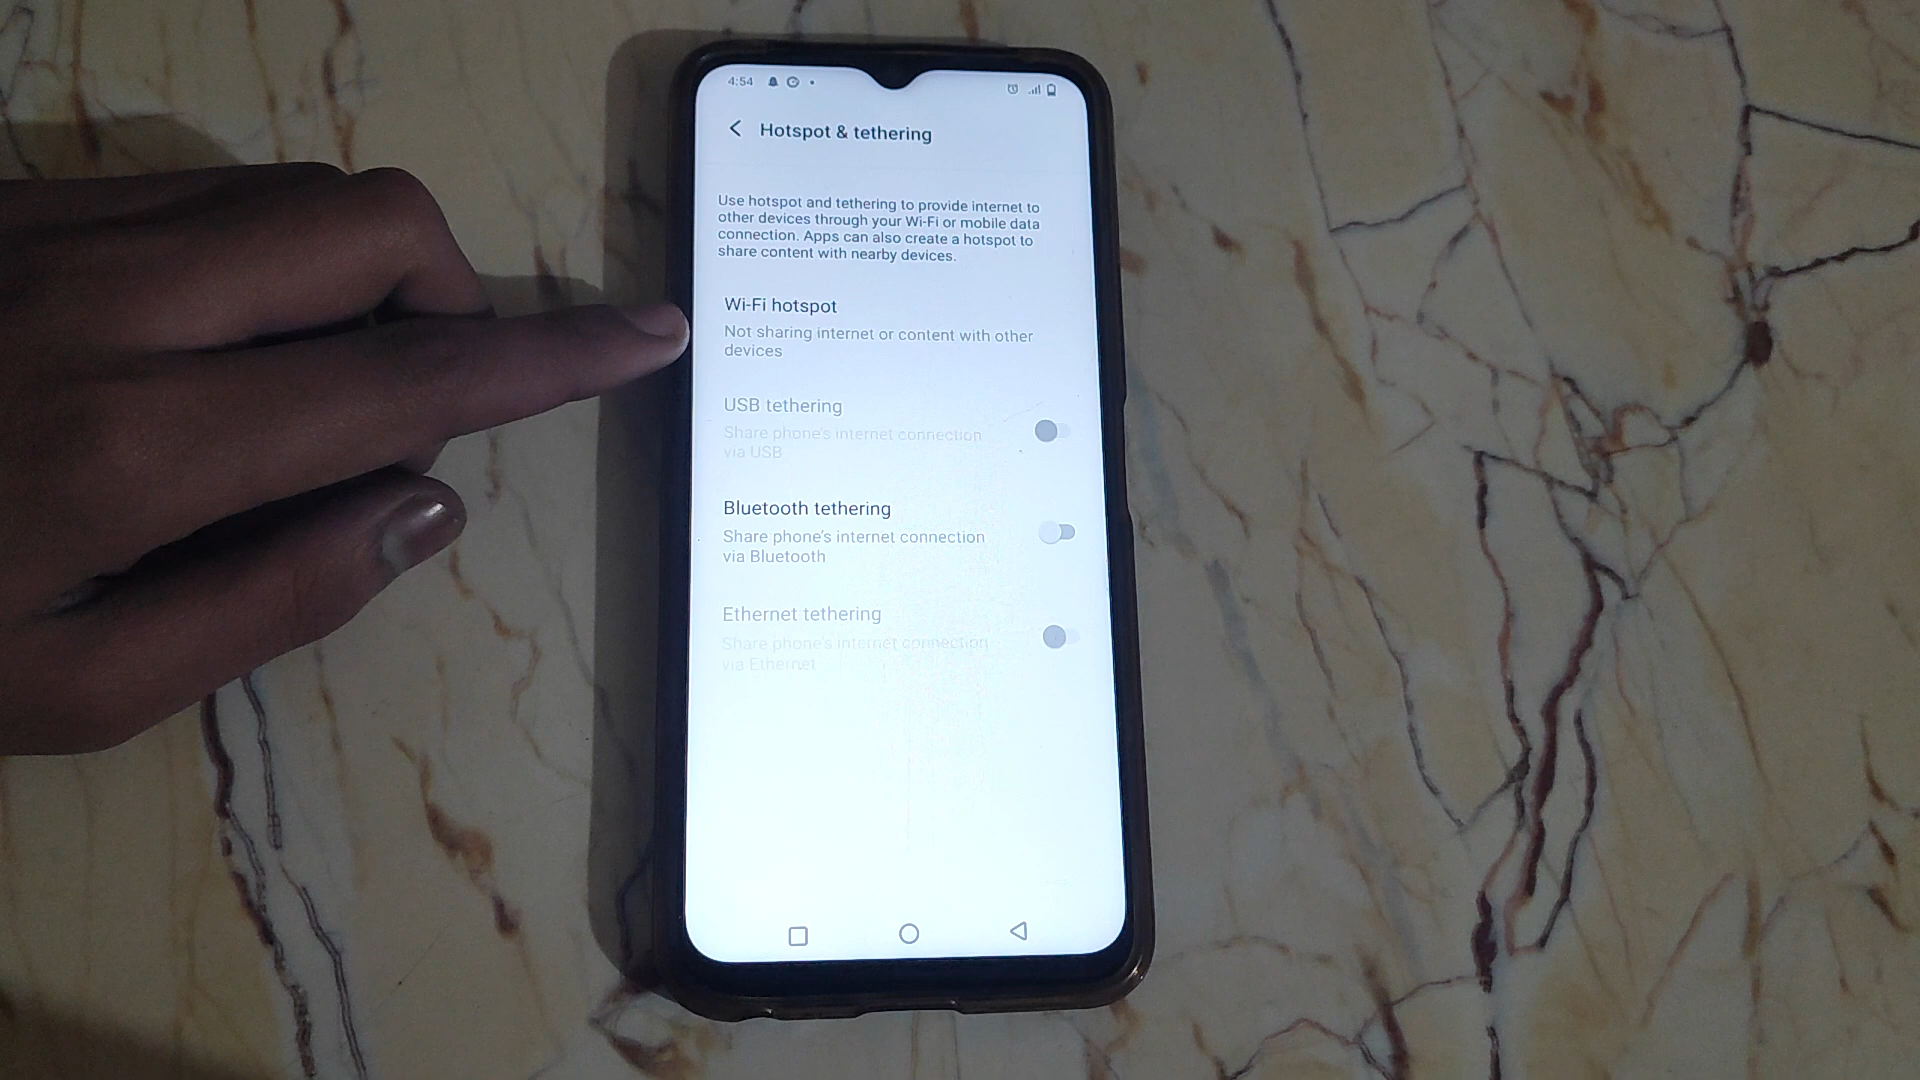 4:54
Hotspot & tethering
Use hotspot and tethering to provide internet to
other devices through your Wi-Fi or mobile data
connection. Apps can also create a hotspot to
share content with nearby devices.
Wi-Fi hotspot
Not sharing internet or content with other
devices
USB tethering
Share phone's internet connection
via USB
Bluetooth tethering
Share phone's internet connection
via Bluetooth
Ethernet tethering
Share phone's internet connection
via Ethernet